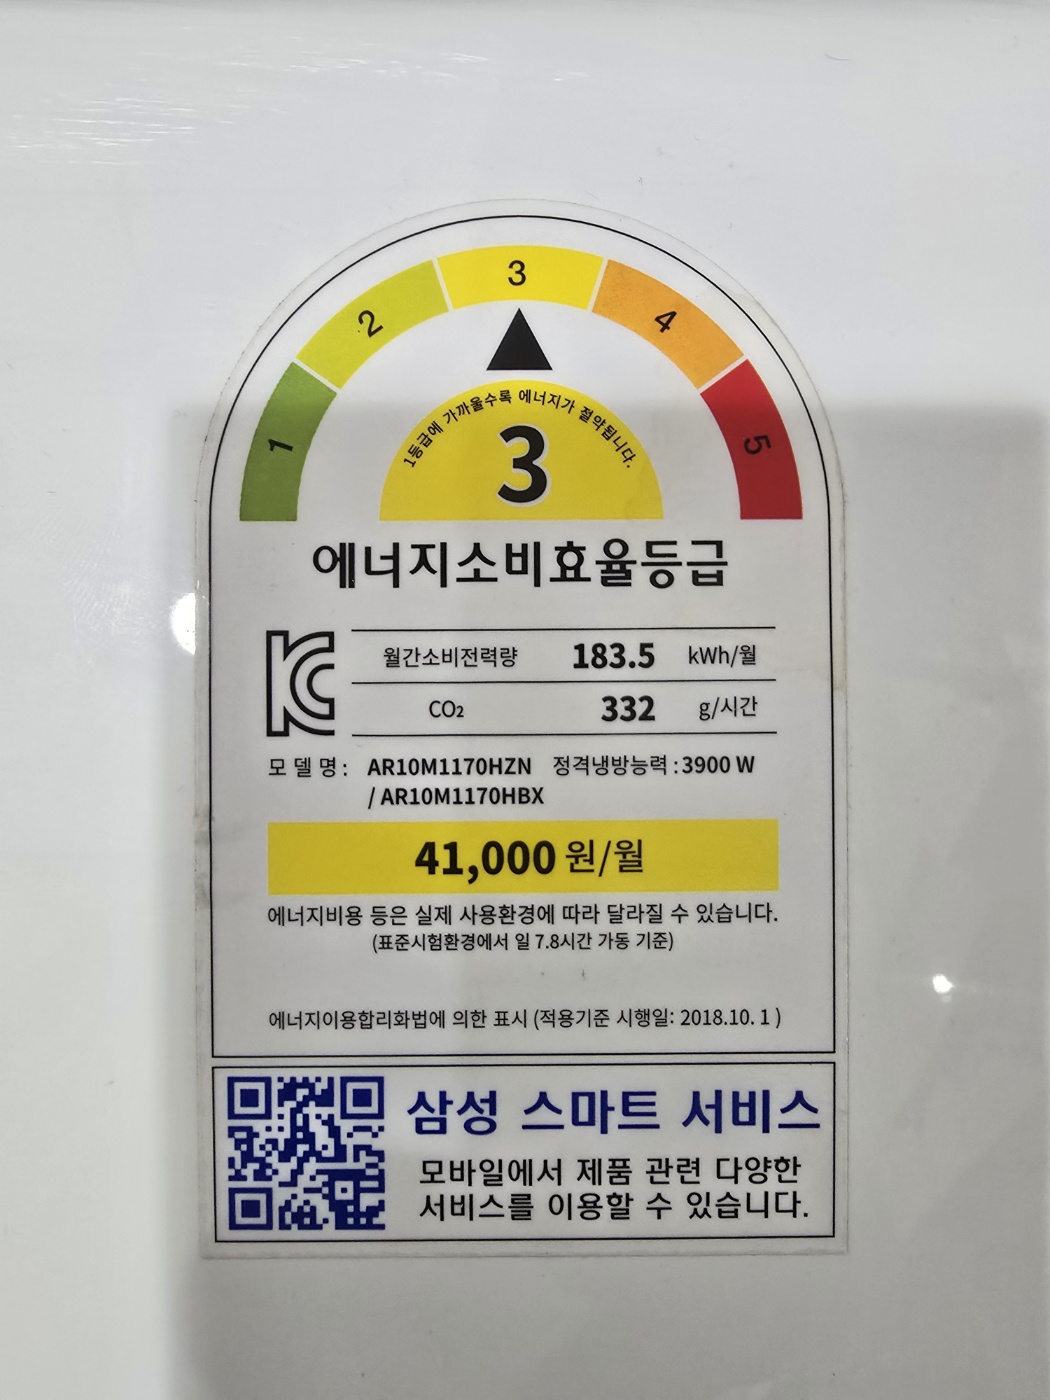 1
2
3
4
5
1등급에 가까울수록 에너지가 절약됩니다.
3
에너지소비효율등급
월간소비전력량 183.5 kWh/월
CO₂ 332 g/시간
모 델 명 : AR10M1170HZN 정격냉방능력 : 3900 W
/ AR10M1170HBX
41,000 원/월
에너지비용 등은 실제 사용환경에 따라 달라질 수 있습니다.
(표준시험환경에서 일 7.8시간 가동 기준)
에너지이용합리화법에 의한 표시 (적용기준 시행일: 2018.10. 1 )
삼성 스마트 서비스
모바일에서 제품 관련 다양한
서비스를 이용할 수 있습니다.